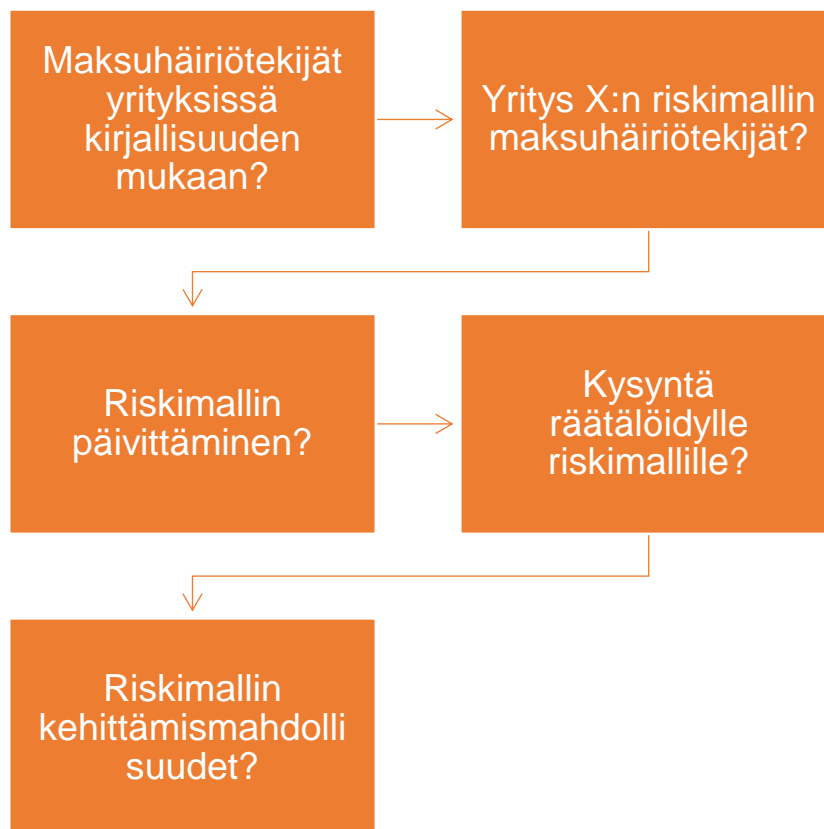 Maksuhäiriötekijät
yrityksissä
kirjallisuuden
mukaan?
Yritys X:n riskimallin
maksuhäiriötekijät?
Riskimallin
päivittäminen?
Kysyntä
räätälöidylle
riskimallille?
Riskimallin
kehittämismahdolli
suudet?